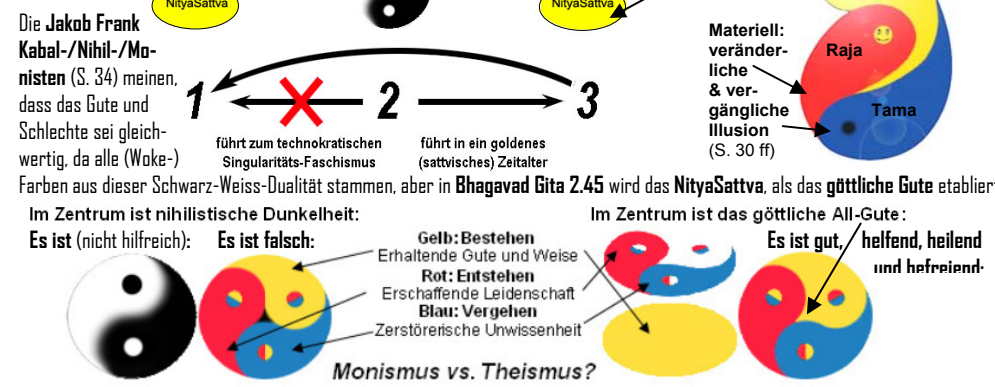 NityaSattva
NityaSattva
Die Jakob Frank
Kabal-/Nihil-/Mo-
nisten (S. 34) meinen,
dass das Gute und
Schlechte sei gleich-
wertig, da alle (Woke-)
1
2
3
führt zum technokratischen
Singularitäts-Faschismus
führt in ein goldenes
(sattvisches) Zeitalter
Materiell:
veränder-
liche
& ver-
gängliche
Illusion
(S. 30 ff)
Raja
Tama
Farben aus dieser Schwarz-Weiss-Dualität stammen, aber in Bhagavad Gita 2.45 wird das NityaSattva, als das göttliche Gute etabliert
Im Zentrum ist nihilistische Dunkelheit:
Es ist (nicht hilfreich):
Es ist falsch:
Gelb: Bestehen
Erhaltende Gute und Weise
Rot: Entstehen
Erschaffende Leidenschaft
Blau: Vergehen
Zerstörerische Unwissenheit
Im Zentrum ist das göttliche All-Gute:
Es ist gut, helfend, heilend
und befreiend:
Monismus vs. Theismus?